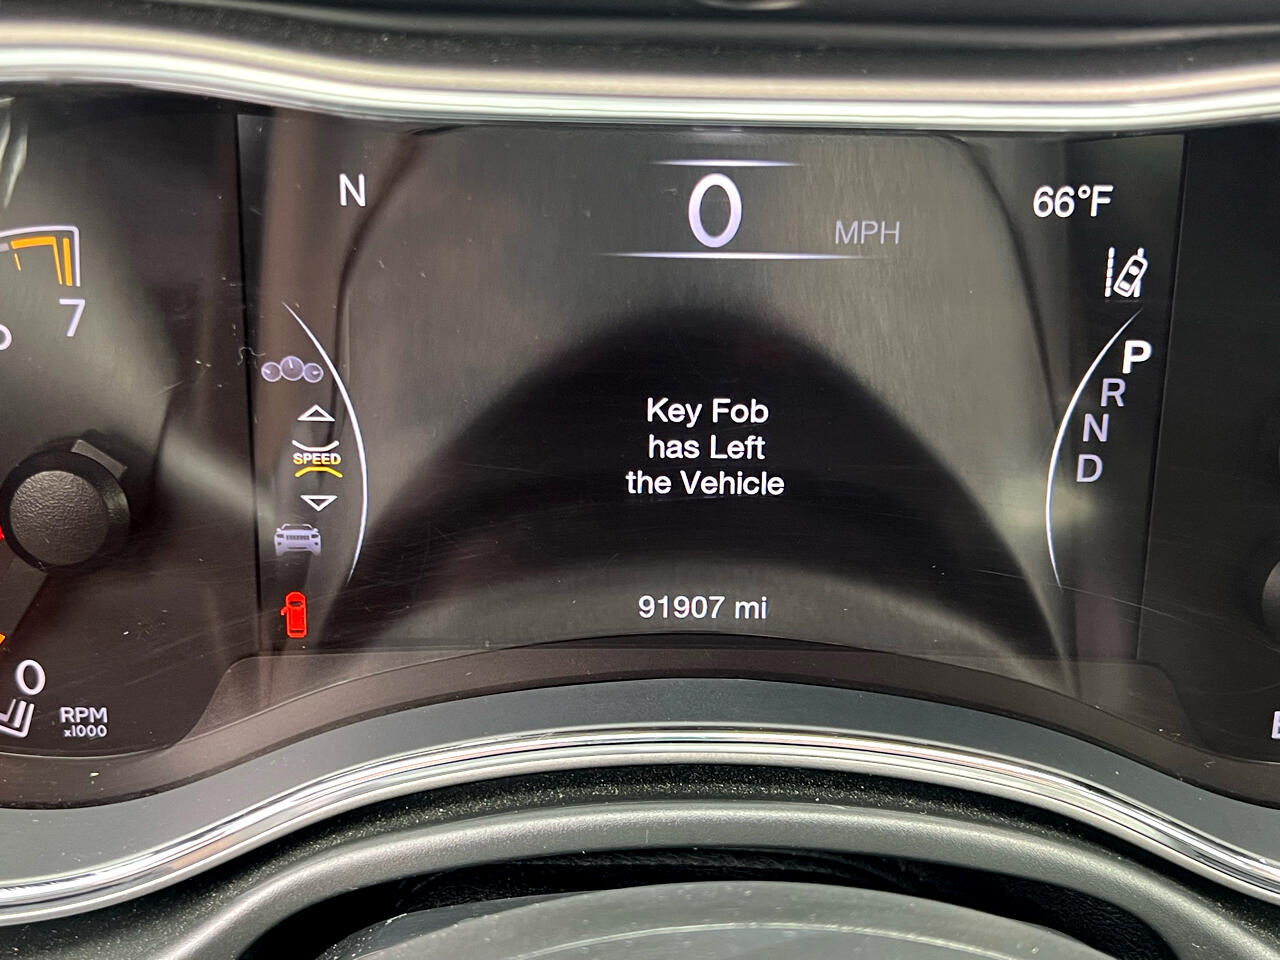 N
0
MPH
66°F
7
P
R
N
D
SPEED
Key Fob
has Left
the Vehicle
91907 mi
0
RPM
x1000